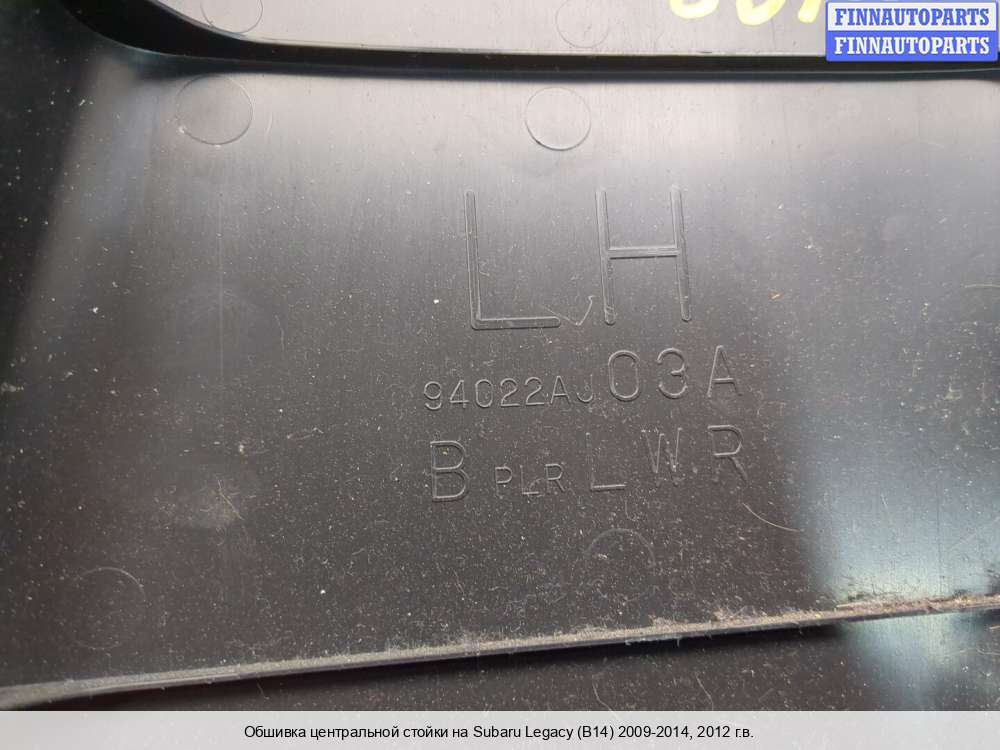 FINNAUTOPARTS
FINNAUTOPARTS
LH
94022AJ03A
B PLR LWR
Обшивка центральной стойки на Subaru Legacy (B14) 2009-2014, 2012 г.в.